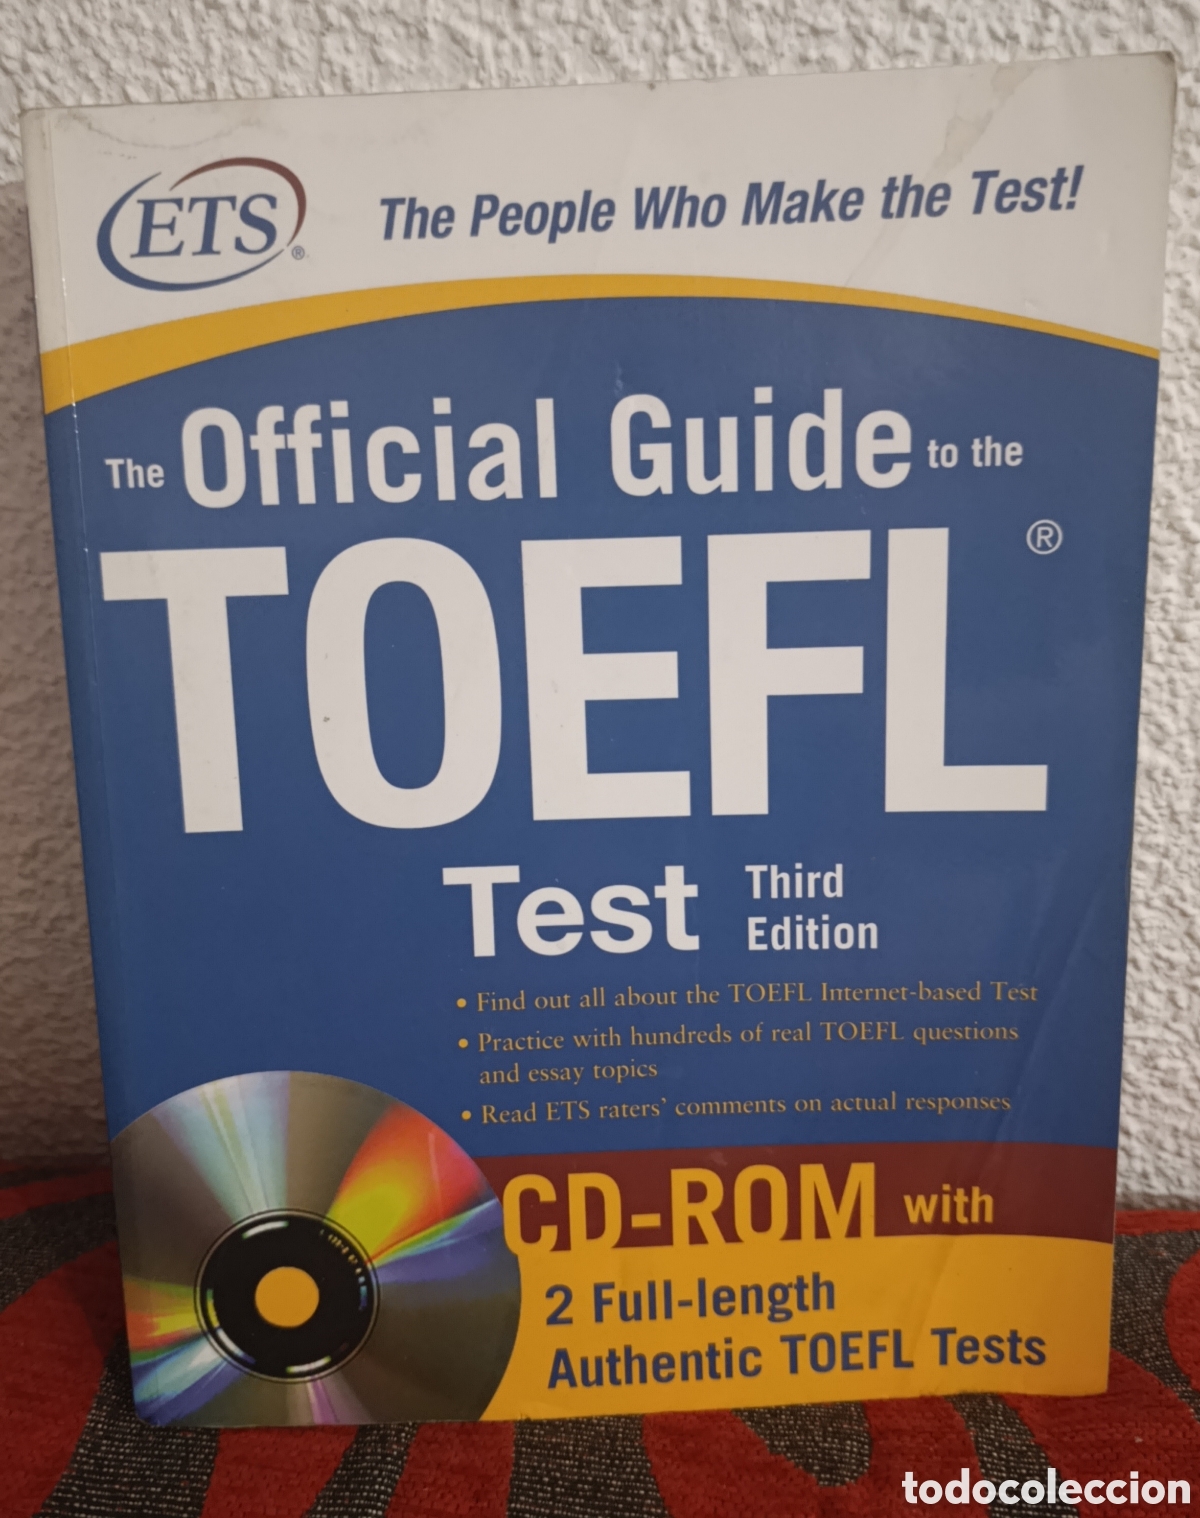 ETS®
The People Who Make the Test!
The Official Guide to the
TOEFL®
Test
Third
Edition
• Find out all about the TOEFL Internet-based Test
• Practice with hundreds of real TOEFL questions
and essay topics
• Read ETS raters' comments on actual responses
CD-ROM with
2 Full-length
Authentic TOEFL Tests
todocoleccion